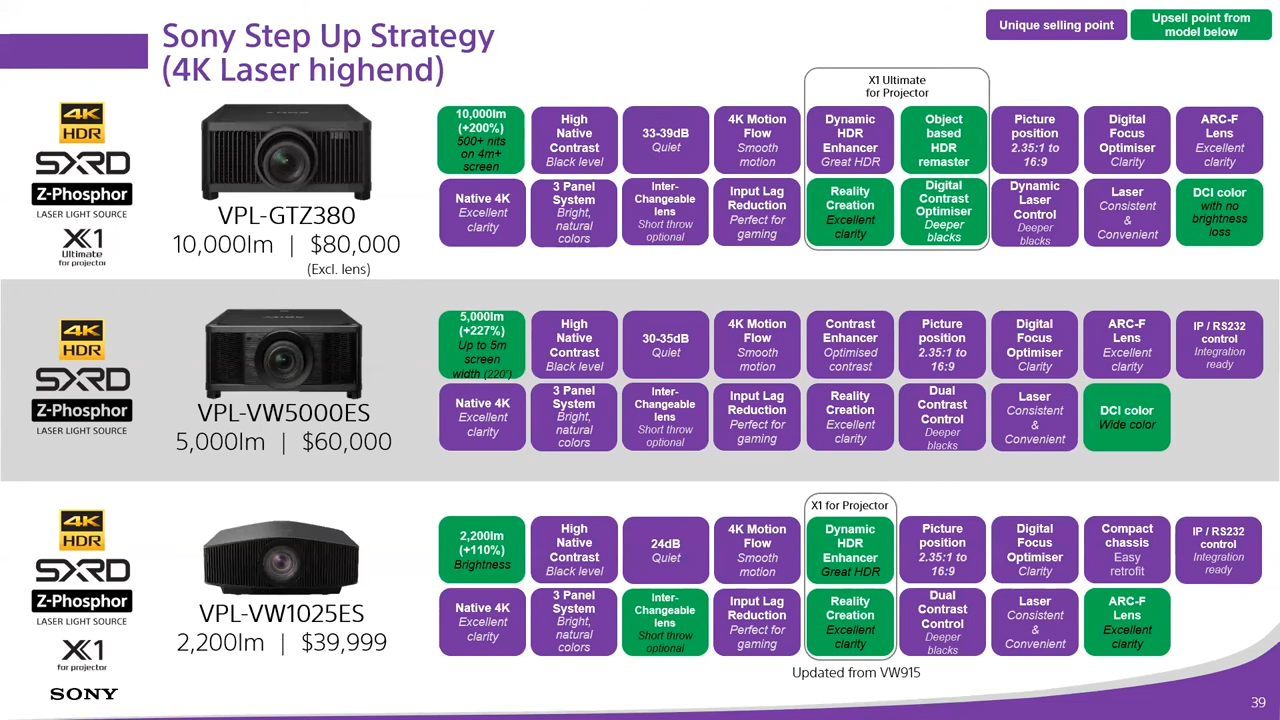 Sony Step Up Strategy
(4K Laser highend)
Unique selling point
Upsell point from
model below
4K
HDR
SXRD
Z-Phosphor
LASER LIGHT SOURCE
X1
Ultimate
for projector
VPL-GTZ380
10,000lm | $80,000
(Excl. lens)
X1 Ultimate
for Projector
10,000lm
(+200%)
500+ nits
on 4m+
screen
High
Native
Contrast
Black level
33-39dB
Quiet
4K Motion
Flow
Smooth
motion
Dynamic
HDR
Enhancer
Great HDR
Object
based
HDR
remaster
Picture
position
2.35:1 to
16:9
Digital
Focus
Optimiser
Clarity
ARC-F
Lens
Excellent
clarity
Native 4K
Excellent
clarity
3 Panel
System
Bright,
natural
colors
Inter-
Changeable
lens
Short throw
optional
Input Lag
Reduction
Perfect for
gaming
Reality
Creation
Excellent
clarity
Digital
Contrast
Optimiser
Deeper
blacks
Dynamic
Laser
Control
Deeper
blacks
Laser
Consistent
&
Convenient
DCI color
with no
brightness
loss
4K
HDR
SXRD
Z-Phosphor
LASER LIGHT SOURCE
VPL-VW5000ES
5,000lm | $60,000
5,000lm
(+227%)
Up to 5m
screen
width (220")
High
Native
Contrast
Black level
30-35dB
Quiet
4K Motion
Flow
Smooth
motion
Contrast
Enhancer
Optimised
contrast
Picture
position
2.35:1 to
16:9
Digital
Focus
Optimiser
Clarity
ARC-F
Lens
Excellent
clarity
IP / RS232
control
Integration
ready
Native 4K
Excellent
clarity
3 Panel
System
Bright,
natural
colors
Inter-
Changeable
lens
Short throw
optional
Input Lag
Reduction
Perfect for
gaming
Reality
Creation
Excellent
clarity
Dual
Contrast
Control
Deeper
blacks
Laser
Consistent
&
Convenient
DCI color
Wide color
4K
HDR
SXRD
Z-Phosphor
LASER LIGHT SOURCE
X1
for projector
SONY
VPL-VW1025ES
2,200lm | $39,999
X1 for Projector
2,200lm
(+110%)
Brightness
High
Native
Contrast
Black level
24dB
Quiet
4K Motion
Flow
Smooth
motion
Dynamic
HDR
Enhancer
Great HDR
Picture
position
2.35:1 to
16:9
Digital
Focus
Optimiser
Clarity
Compact
chassis
Easy
retrofit
IP / RS232
control
Integration
ready
Native 4K
Excellent
clarity
3 Panel
System
Bright,
natural
colors
Inter-
Changeable
lens
Short throw
optional
Input Lag
Reduction
Perfect for
gaming
Reality
Creation
Excellent
clarity
Dual
Contrast
Control
Deeper
blacks
Laser
Consistent
&
Convenient
ARC-F
Lens
Excellent
clarity
Updated from VW915
39